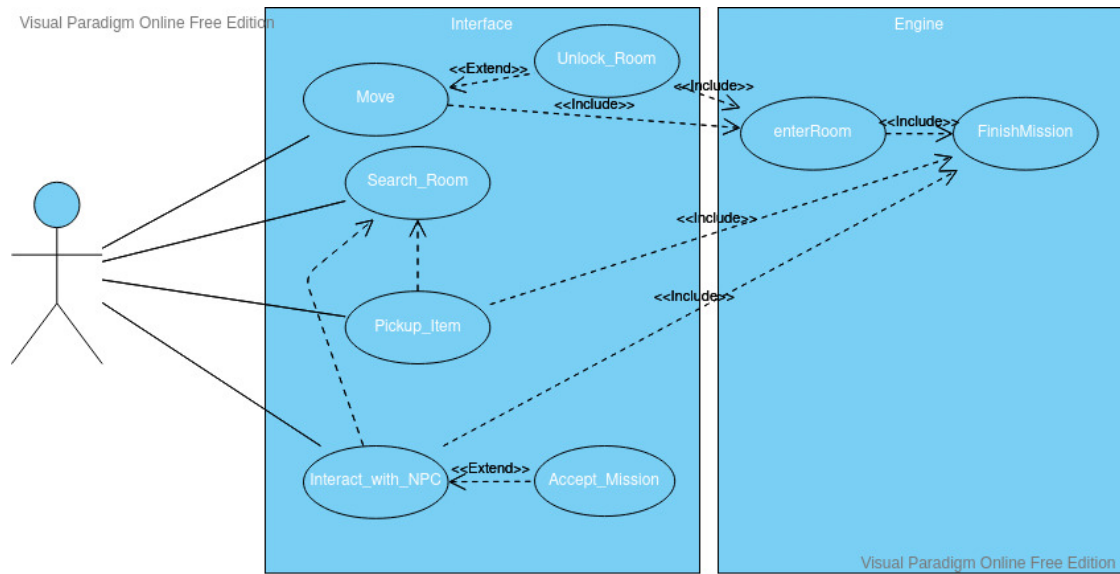 Visual Paradigm Online Free Edition
Interface
Engine
Unlock_Room
<<Extend>>
Move
<<Include>>
<<Include>>
enterRoom
<<Include>>
FinishMission
Search_Room
<<Include>>
<<Include>>
Pickup_Item
Interact_with_NPC
<<Extend>>
Accept_Mission
Visual Paradigm Online Free Edition